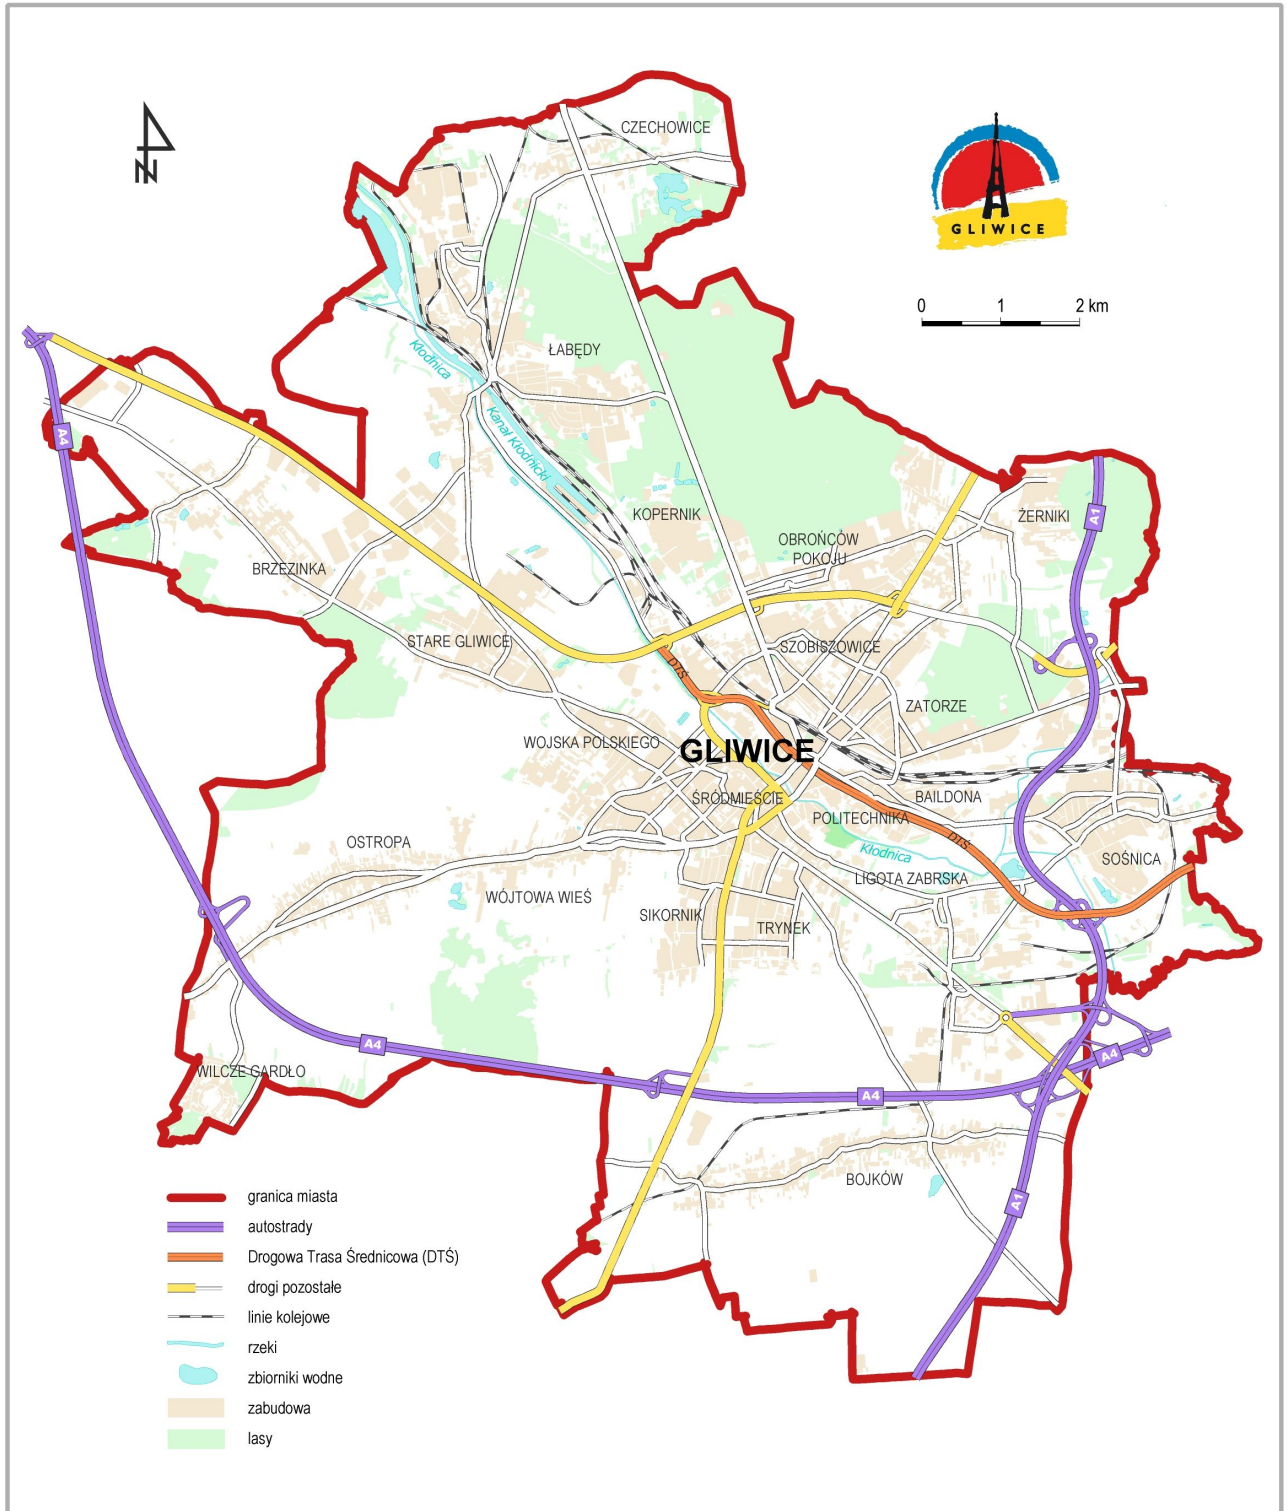 N
CZECHOWICE
GLIWICE
0 1 2 km
ŁABĘDY
Kłodnica
A4
Kanał Kłodnicki
KOPERNIK
ŻERNIKI
A1
OBROŃCÓW
POKOJU
BRZEZINKA
STARE GLIWICE
SZOBISZOWICE
DTŚ
ZATORZE
WOJSKA POLSKIEGO
GLIWICE
ŚRÓDMIEŚCIE
BAILDONA
POLITECHNIKA
DTŚ
OSTROPA
Kłodnica
SOŚNICA
LIGOTA ZABRSKA
WÓJTOWA WIEŚ
SIKORNIK
TRYNEK
A4
A4
WILCZE GARDŁO
A4
BOJKÓW
A1
granica miasta
autostrady
Drogowa Trasa Średnicowa (DTŚ)
drogi pozostałe
linie kolejowe
rzeki
zbiorniki wodne
zabudowa
lasy